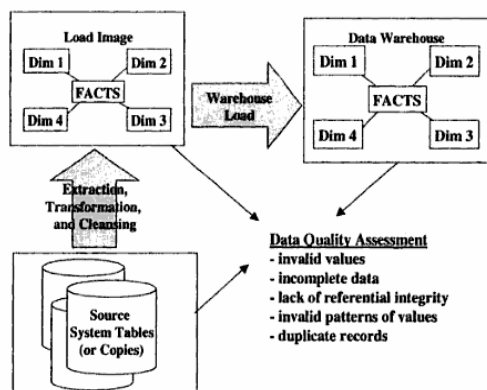 Load Image
Dim 1
Dim 2
FACTS
Dim 4
Dim 3
Warehouse
Load
Data Warehouse
Dim 1
Dim 2
FACTS
Dim 4
Dim 3
Extraction,
Transformation,
and Cleansing
Source
System Tables
(or Copies)
Data Quality Assessment
- invalid values
- incomplete data
- lack of referential integrity
- invalid patterns of values
- duplicate records